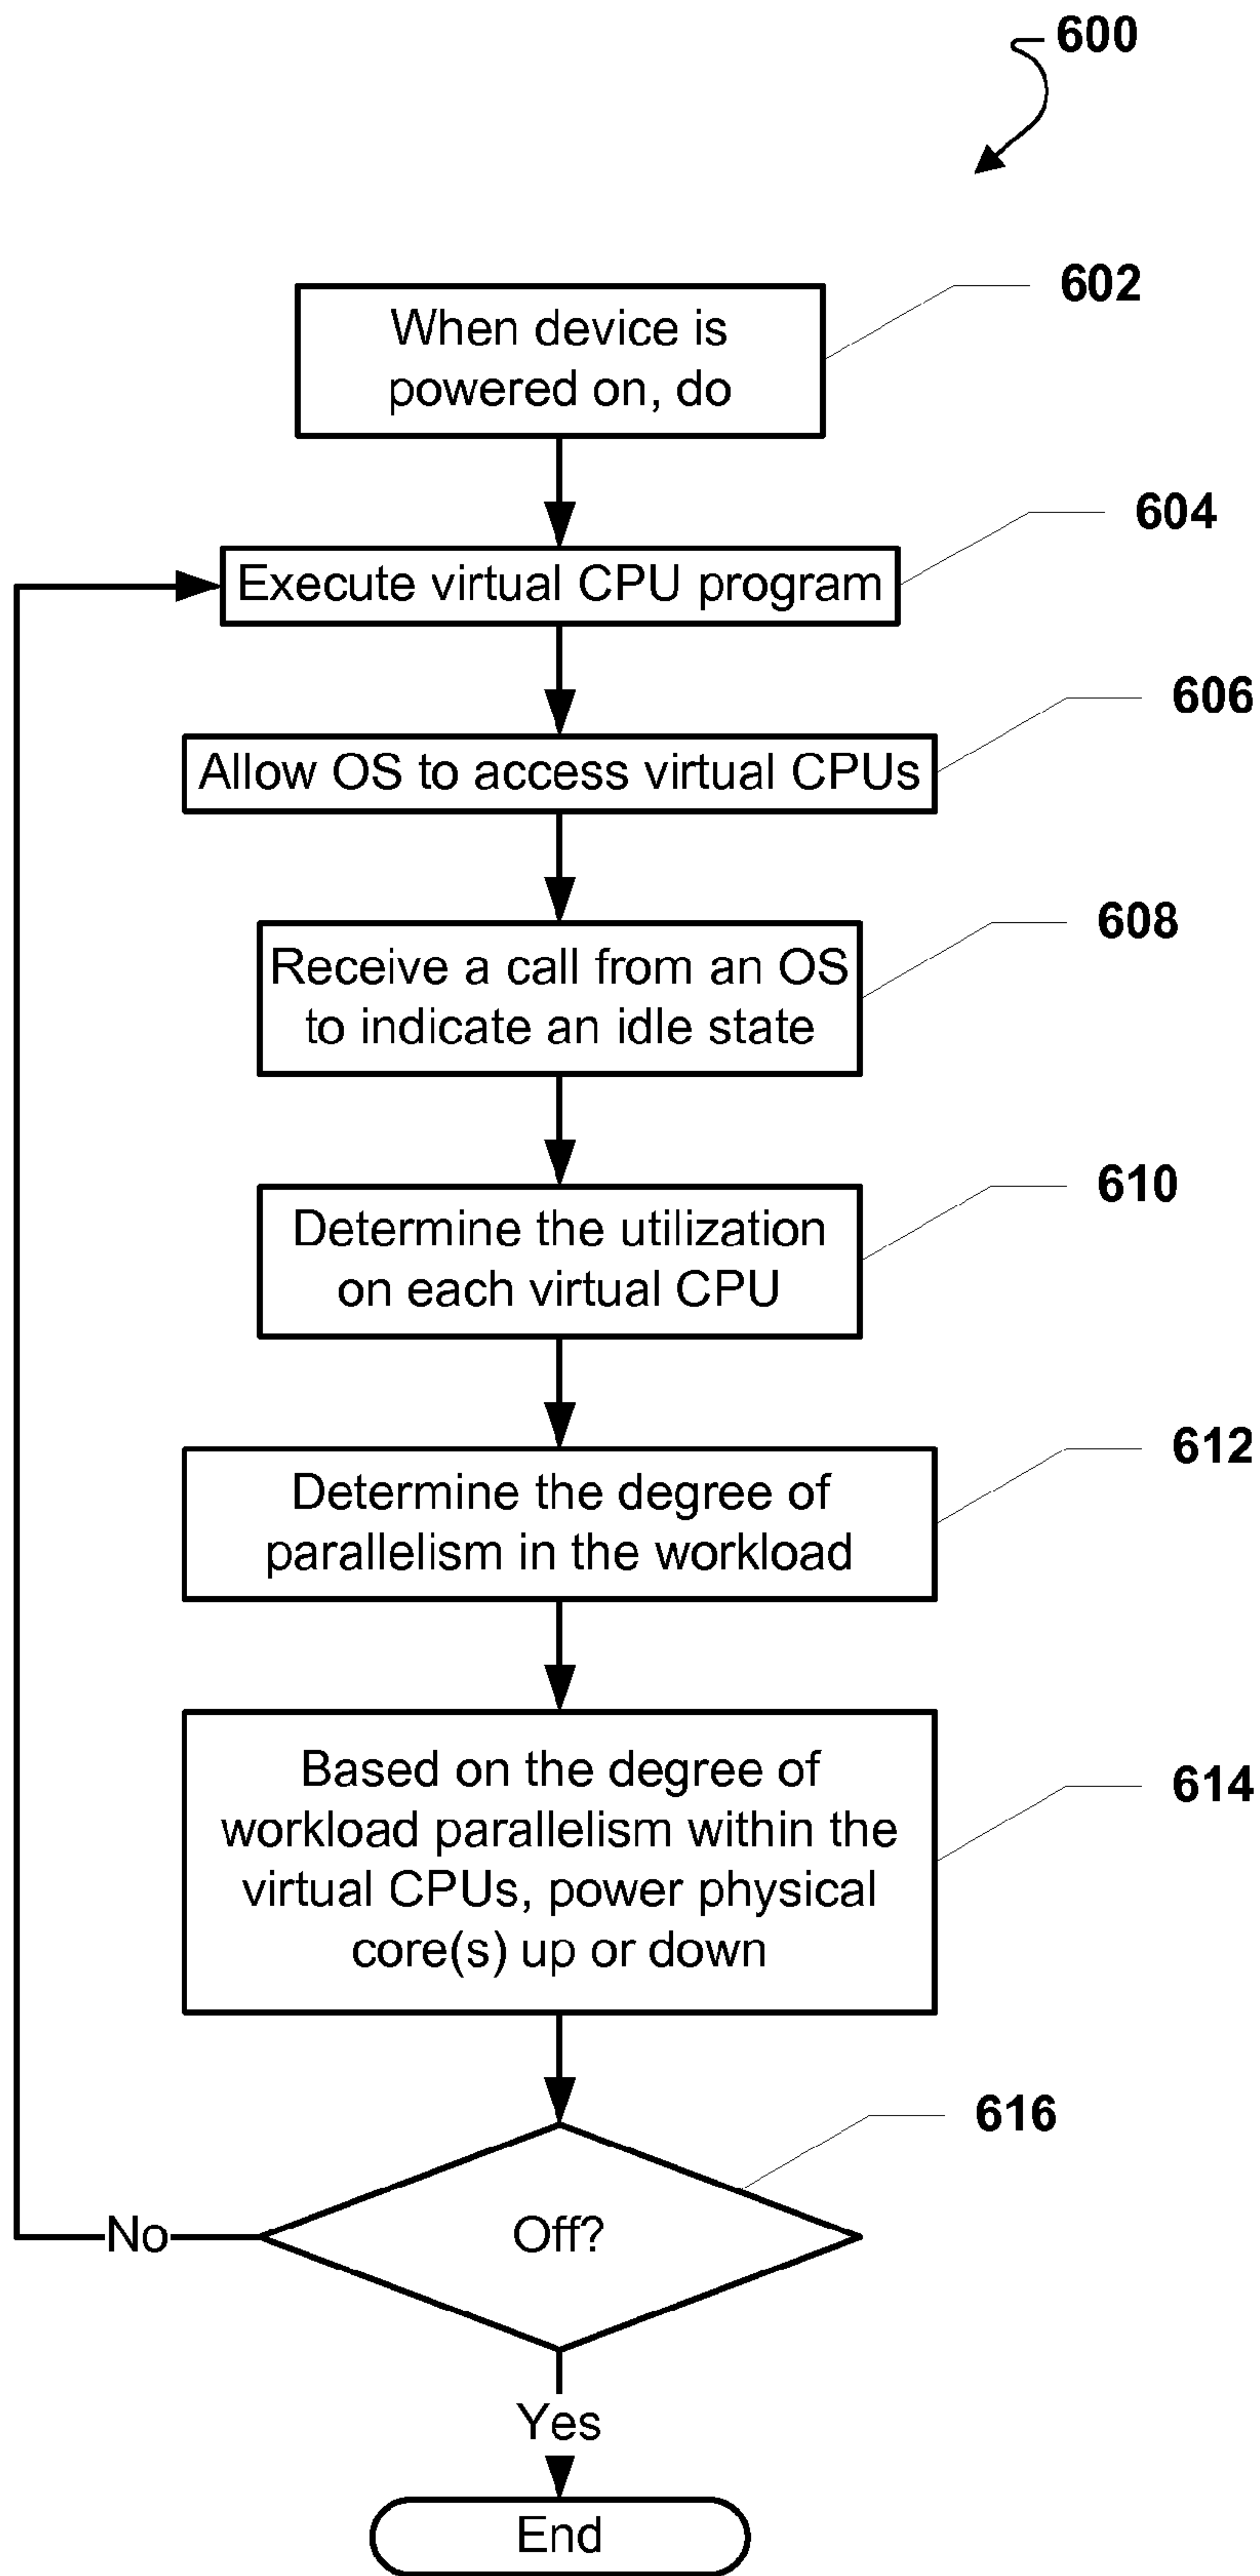 600
602
When device is
powered on, do
604
Execute virtual CPU program
606
Allow OS to access virtual CPUs
608
Receive a call from an OS
to indicate an idle state
610
Determine the utilization
on each virtual CPU
612
Determine the degree of
parallelism in the workload
614
Based on the degree of
workload parallelism within the
virtual CPUs, power physical
core(s) up or down
616
Off?
No
Yes
End